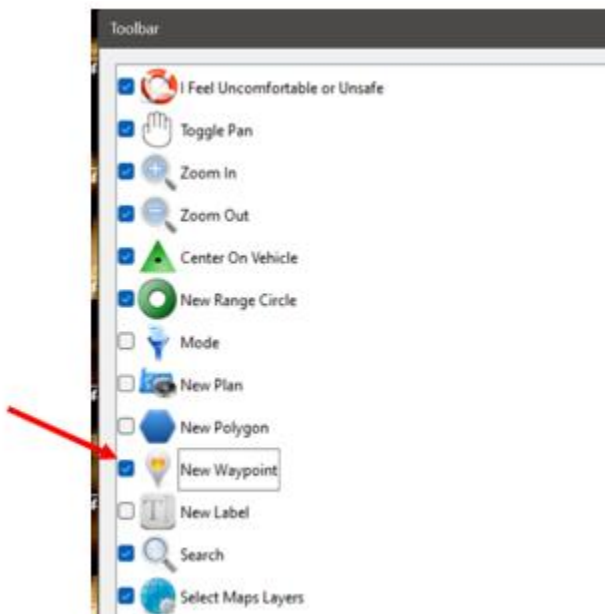 Toolbar
I Feel Uncomfortable or Unsafe
Toggle Pan
Zoom In
Zoom Out
Center On Vehicle
New Range Circle
Mode
New Plan
New Polygon
New Waypoint
New Label
Search
Select Maps Layers